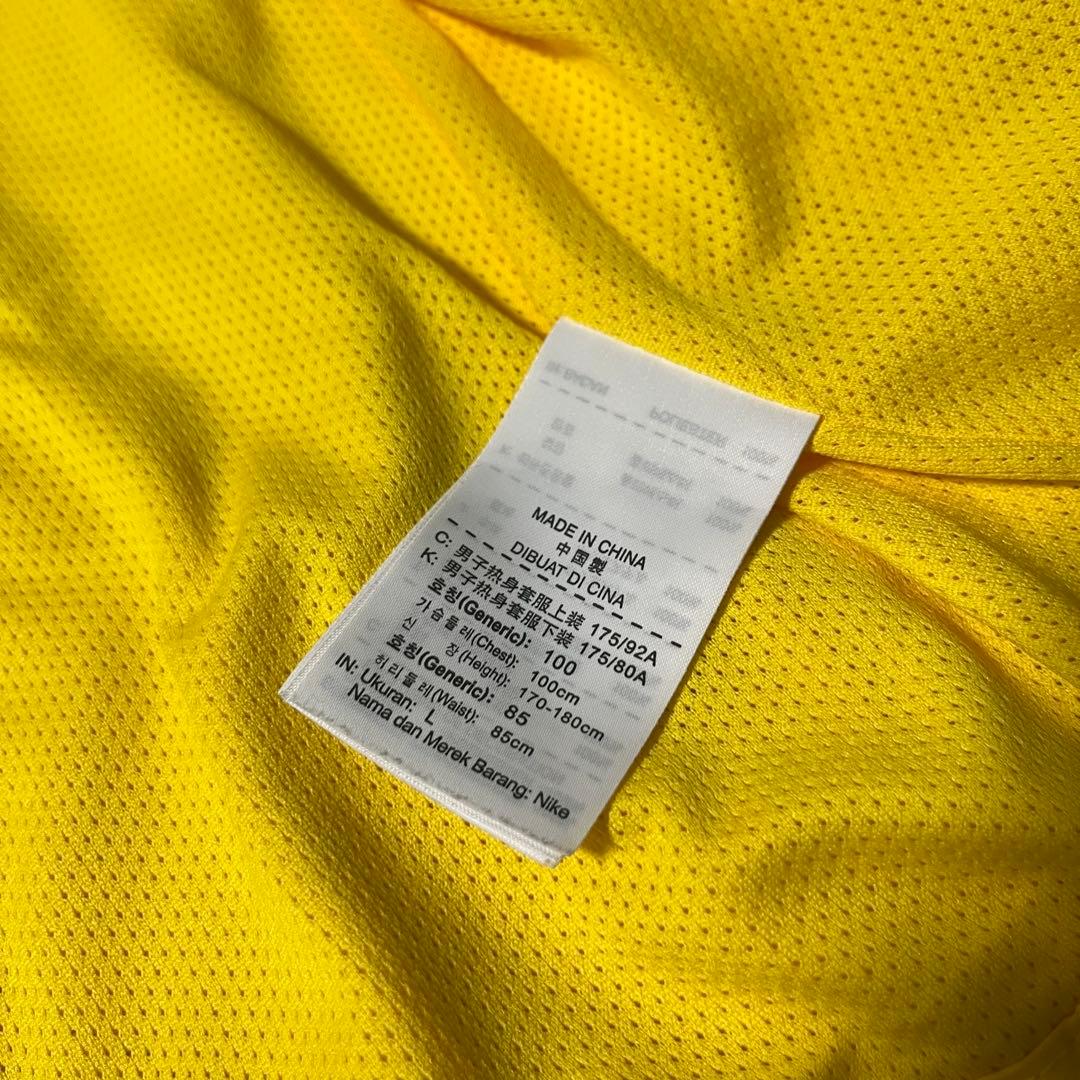 MADE IN CHINA
中国製
DIBUAT DI CINA
C: 男子热身套服上装 175/92A
男子热身套服下装 175/80A
K: 호칭(Generic): 100
가슴둘레(Chest): 100cm
신 장(Height): 170-180cm
호칭(Generic): 85
허리둘레(Waist): 85cm
IN: Ukuran: L
Nama dan Merek Barang: Nike